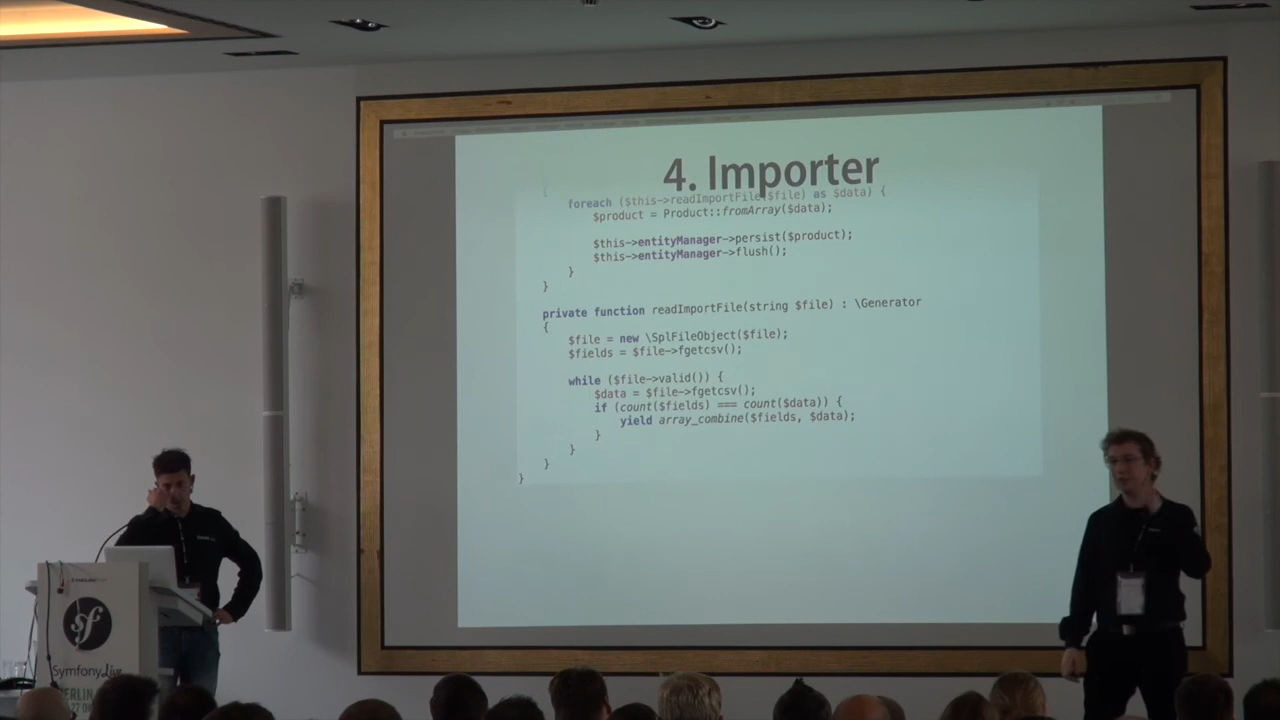 4. Importer
{
foreach ($this->readImportFile($file) as $data) {
$product = Product::fromArray($data);
$this->entityManager->persist($product);
$this->entityManager->flush();
}
}
private function readImportFile(string $file) : \Generator
{
$file = new \SplFileObject($file);
$fields = $file->fgetcsv();
while ($file->valid()) {
$data = $file->fgetcsv();
if (count($fields) === count($data)) {
yield array_combine($fields, $data);
}
}
}
}
sf
Symfony Live